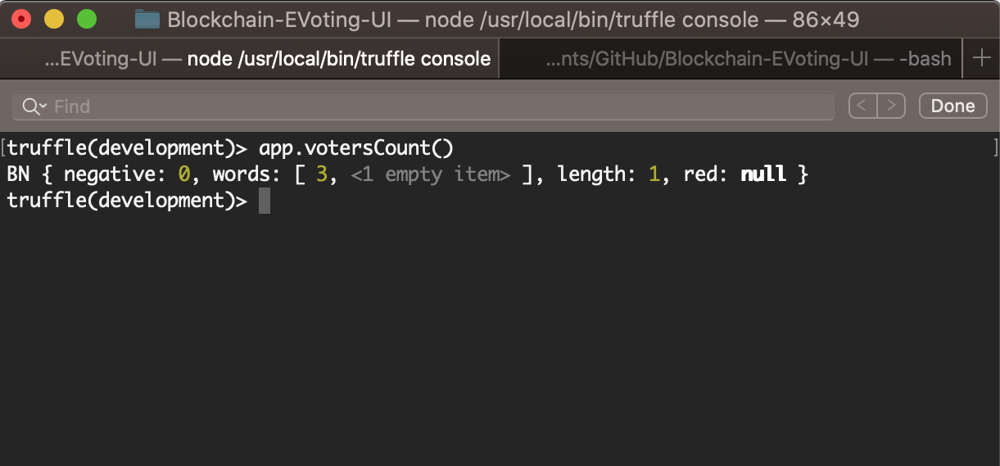 Blockchain-EVoting-UI — node /usr/local/bin/truffle console — 86×49
...EVoting-UI — node /usr/local/bin/truffle console
...nts/GitHub/Blockchain-EVoting-UI — -bash
Find
Done
[truffle(development)> app.votersCount() ]
BN { negative: 0, words: [ 3, <1 empty item> ], length: 1, red: null }
truffle(development)>